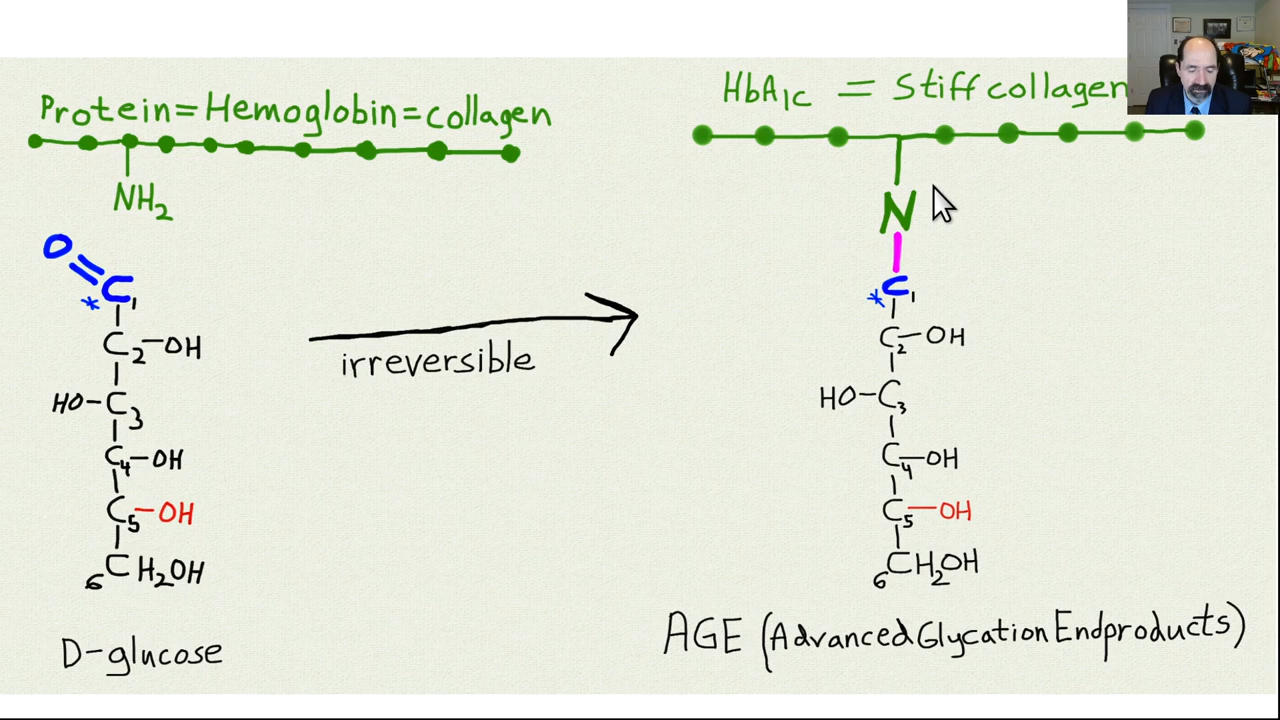 Protein=Hemoglobin=collagen
NH2
O
C1
C2-OH
HO-C3
C4-OH
C5-OH
6CH2OH
D-glucose
irreversible
HbA1c = Stiff collagen
N
*C1
C2-OH
HO-C3
C4-OH
C5-OH
6CH2OH
AGE (Advanced Glycation Endproducts)